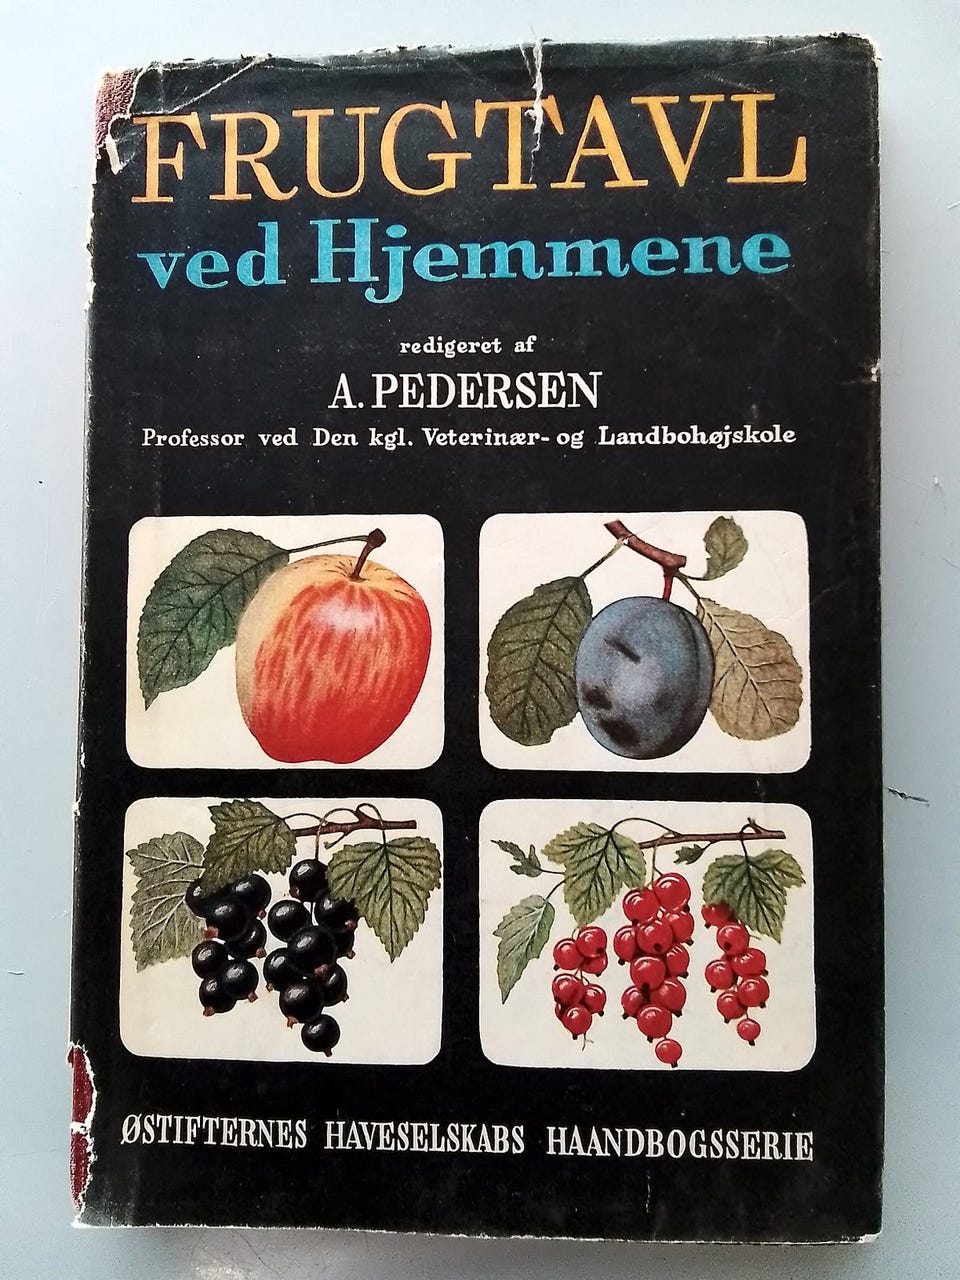 FRUGTAVL
ved Hjemmene
redigeret af
A. PEDERSEN
Professor ved Den kgl. Veterinær- og Landbohøjskole
ØSTIFTERNES HAVESELSKABS HAANDBOGSSERIE